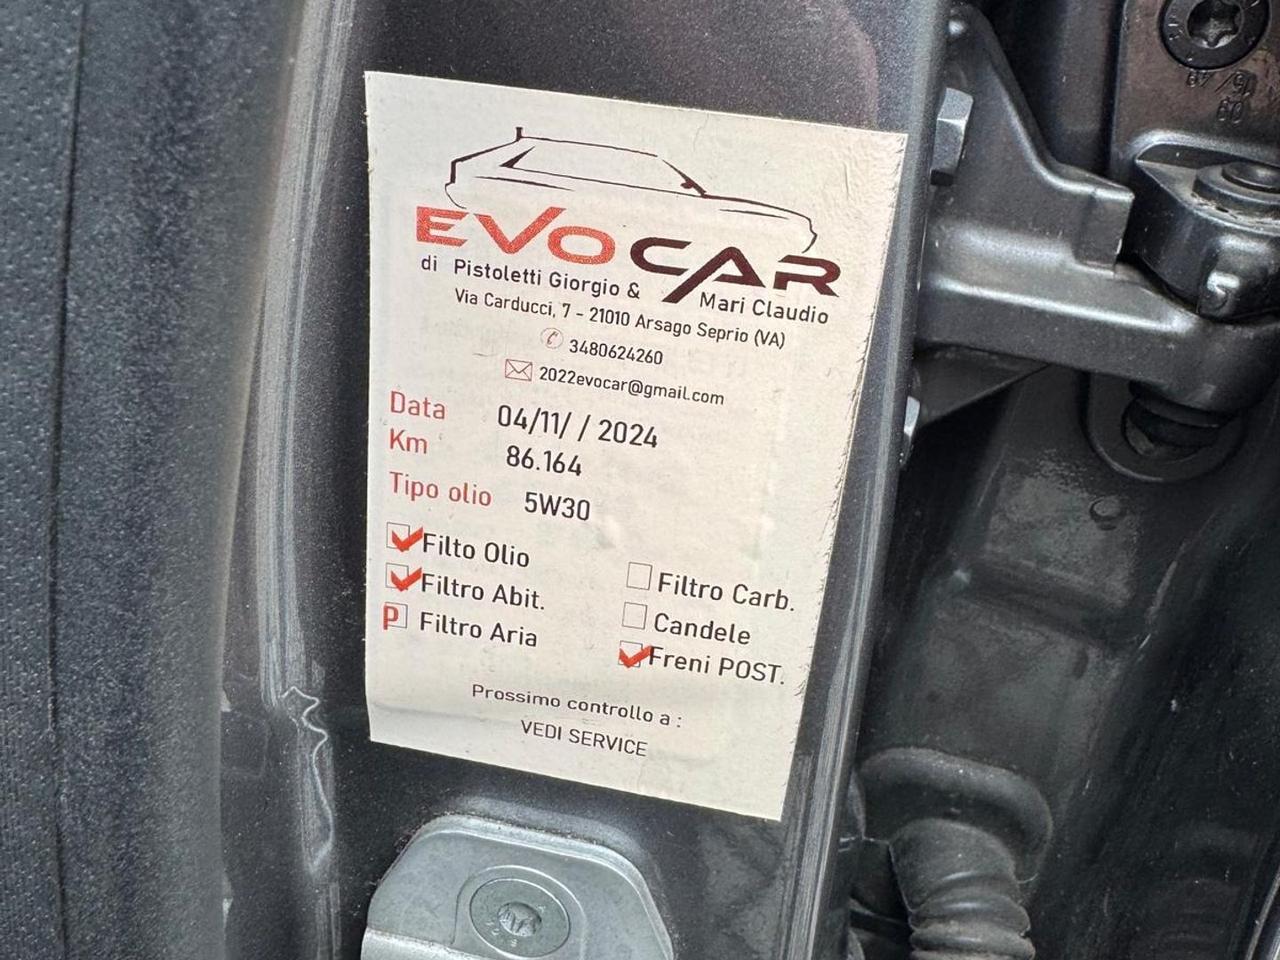 EVOCAR
di Pistoletti Giorgio & Mari Claudio
Via Carducci, 7 - 21010 Arsago Seprio (VA)
3480624260
2022evocar@gmail.com
Data 04/11/ / 2024
Km 86.164
Tipo olio 5W30
Filto Olio
Filtro Abit.
P Filtro Aria
Filtro Carb.
Candele
Freni POST.
Prossimo controllo a :
VEDI SERVICE
5